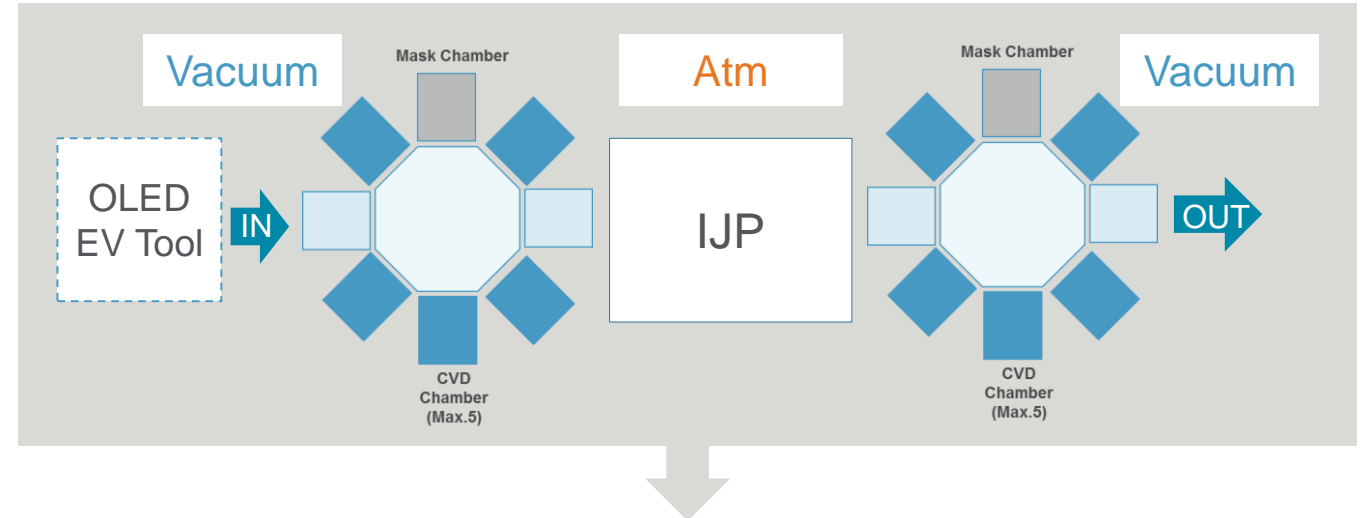 Vacuum
Mask Chamber
Atm
Mask Chamber
Vacuum
OLED
EV Tool
IN
IJP
OUT
CVD
Chamber
(Max.5)
CVD
Chamber
(Max.5)